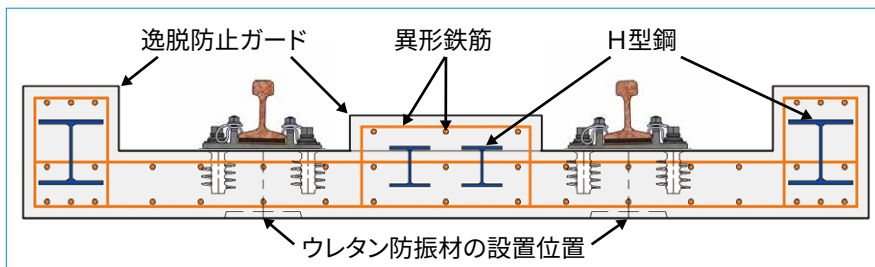 逸脱防止ガード
異形鉄筋
H型鋼
ウレタン防振材の設置位置